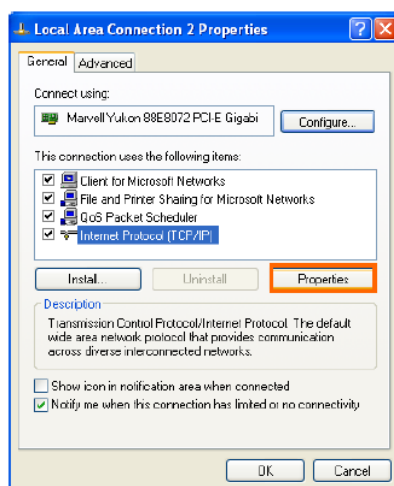 Local Area Connection 2 Properties
General Advanced
Connect using:
Marvell Yukon 88E8072 PCI-E Gigabi
Configure...
This connection uses the following items:
Client for Microsoft Networks
File and Printer Sharing for Microsoft Networks
QoS Packet Scheduler
Internet Protocol (TCP/IP)
Install... Uninstall Properties
Description
Transmission Control Protocol/Internet Protocol. The default
wide area network protocol that provides communication
across diverse interconnected networks.
Show icon in notification area when connected
Notify me when this connection has limited or no connectivity
OK Cancel